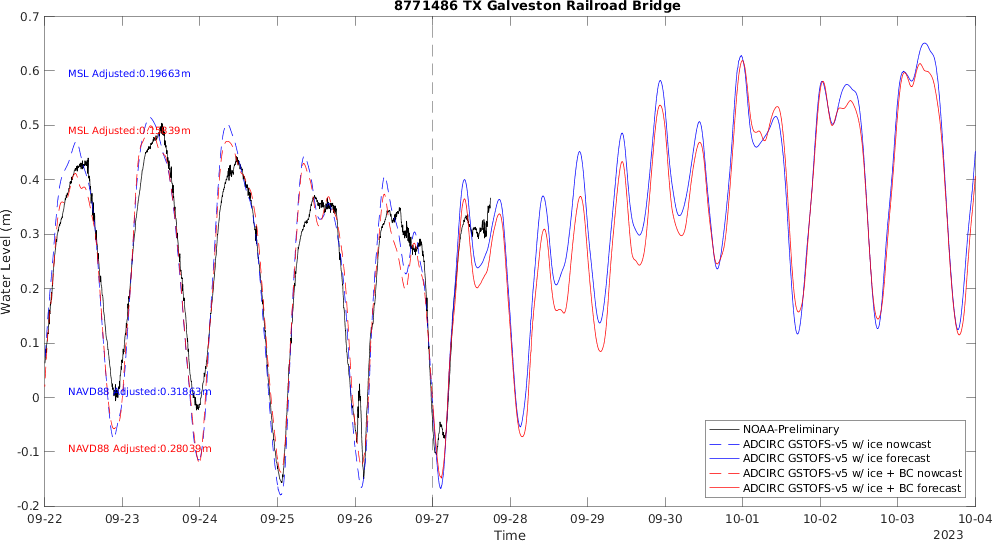 8771486 TX Galveston Railroad Bridge
0.7
0.6
0.5
0.4
0.3
0.2
0.1
0
-0.1
-0.2
Water Level (m)
MSL Adjusted:0.19663m
MSL Adjusted:0.15839m
NAVD88 Adjusted:0.31863m
NAVD88 Adjusted:0.28039m
NOAA-Preliminary
ADCIRC GSTOFS-v5 w/ ice nowcast
ADCIRC GSTOFS-v5 w/ ice forecast
ADCIRC GSTOFS-v5 w/ ice + BC nowcast
ADCIRC GSTOFS-v5 w/ ice + BC forecast
09-22 09-23 09-24 09-25 09-26 09-27 09-28 09-29 09-30 10-01 10-02 10-03 10-04
Time
2023